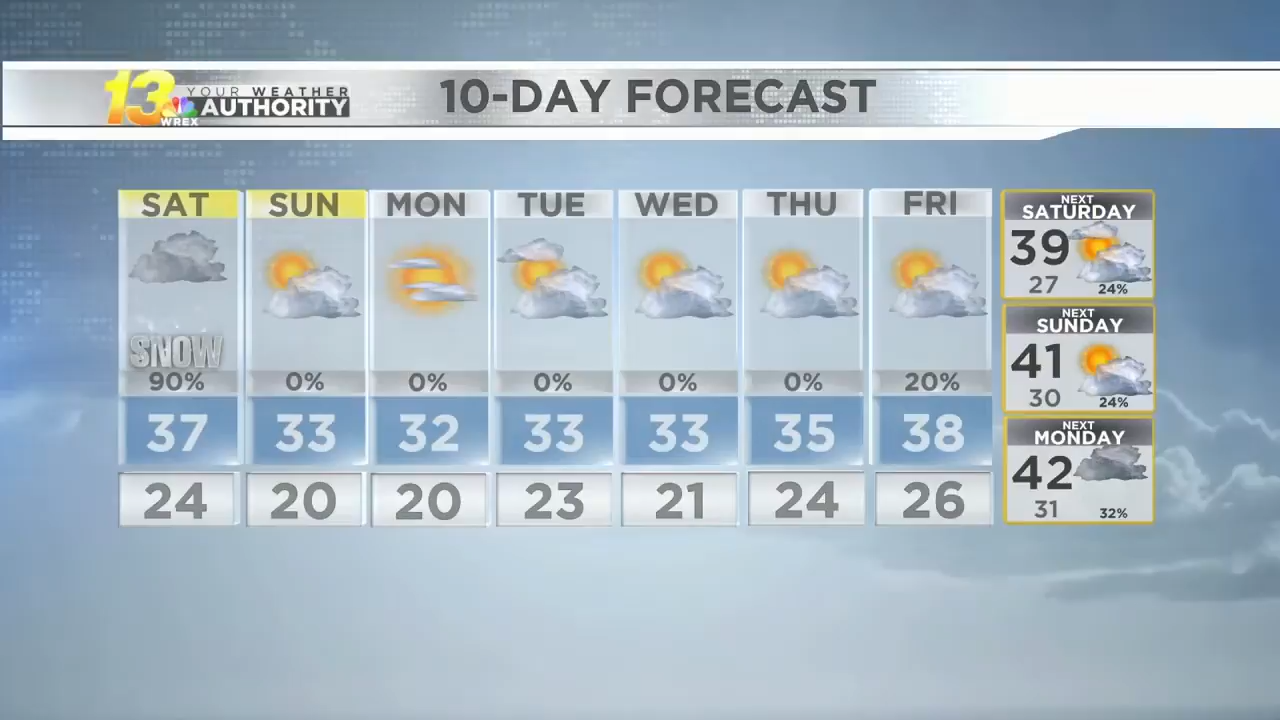 13 WREX
YOUR WEATHER
AUTHORITY
10-DAY FORECAST
SAT SUN MON TUE WED THU FRI
SNOW
90% 0% 0% 0% 0% 0% 20%
37 33 32 33 33 35 38
24 20 20 23 21 24 26
NEXT
SATURDAY
39
27 24%
NEXT
SUNDAY
41
30 24%
NEXT
MONDAY
42
31 32%